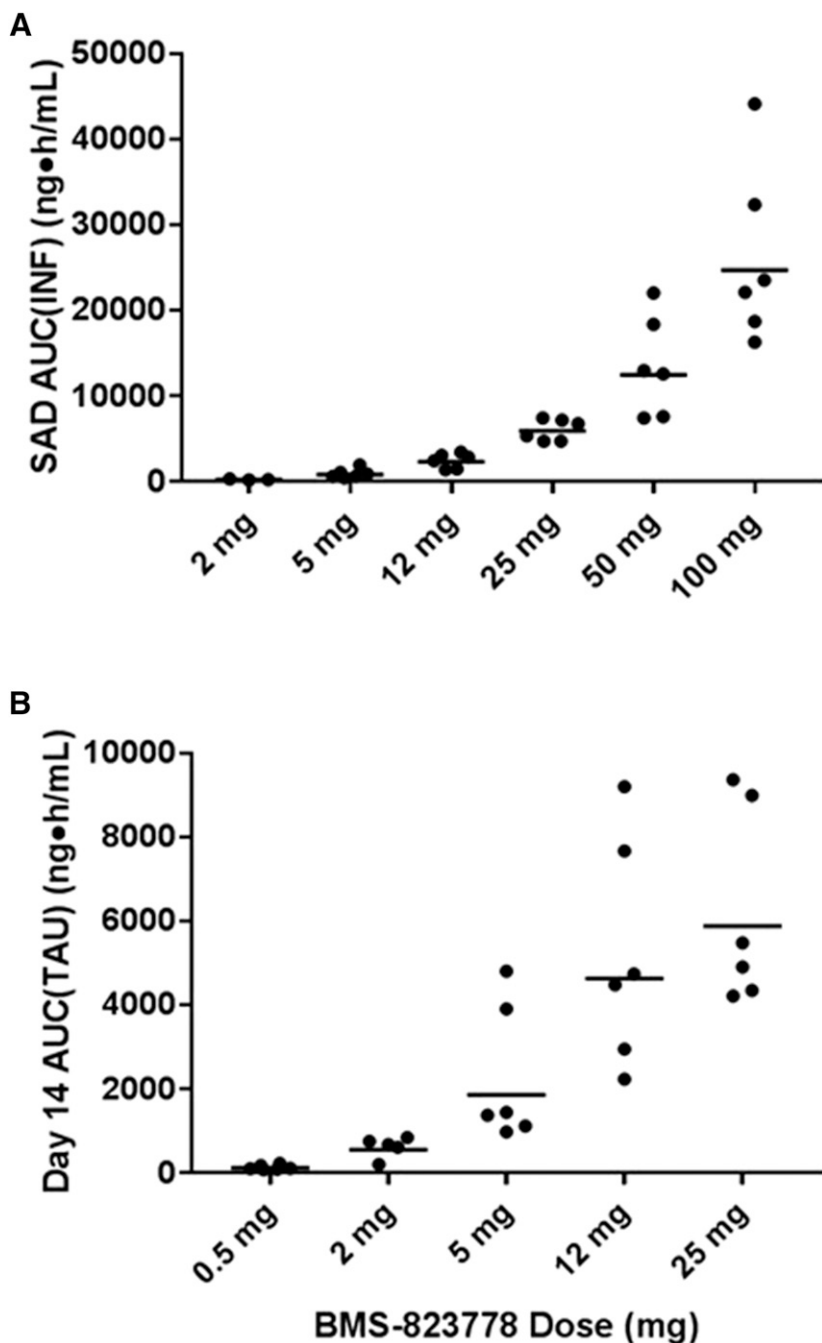 A
SAD AUC(INF) (ng•h/mL)
50000
40000
30000
20000
10000
0
2 mg
5 mg
12 mg
25 mg
50 mg
100 mg
B
Day 14 AUC(TAU) (ng•h/mL)
10000
8000
6000
4000
2000
0
0.5 mg
2 mg
5 mg
12 mg
25 mg
BMS-823778 Dose (mg)